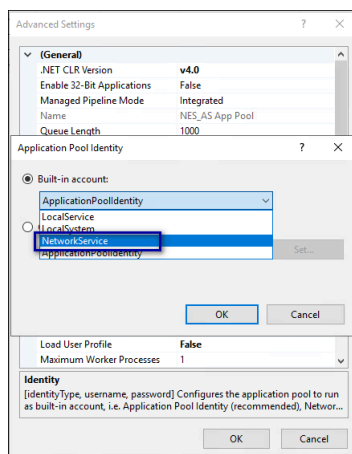 Advanced Settings ? ×
(General)
.NET CLR Version v4.0
Enable 32-Bit Applications False
Managed Pipeline Mode Integrated
Name NES_AS App Pool
Queue Length 1000
Application Pool Identity ? ×
Built-in account:
ApplicationPoolIdentity
LocalService
LocalSystem
NetworkService
ApplicationPoolIdentity
Set...
OK Cancel
Load User Profile False
Maximum Worker Processes 1
Identity
[identityType, username, password] Configures the application pool to run
as built-in account, i.e. Application Pool Identity (recommended), Networ...
OK Cancel